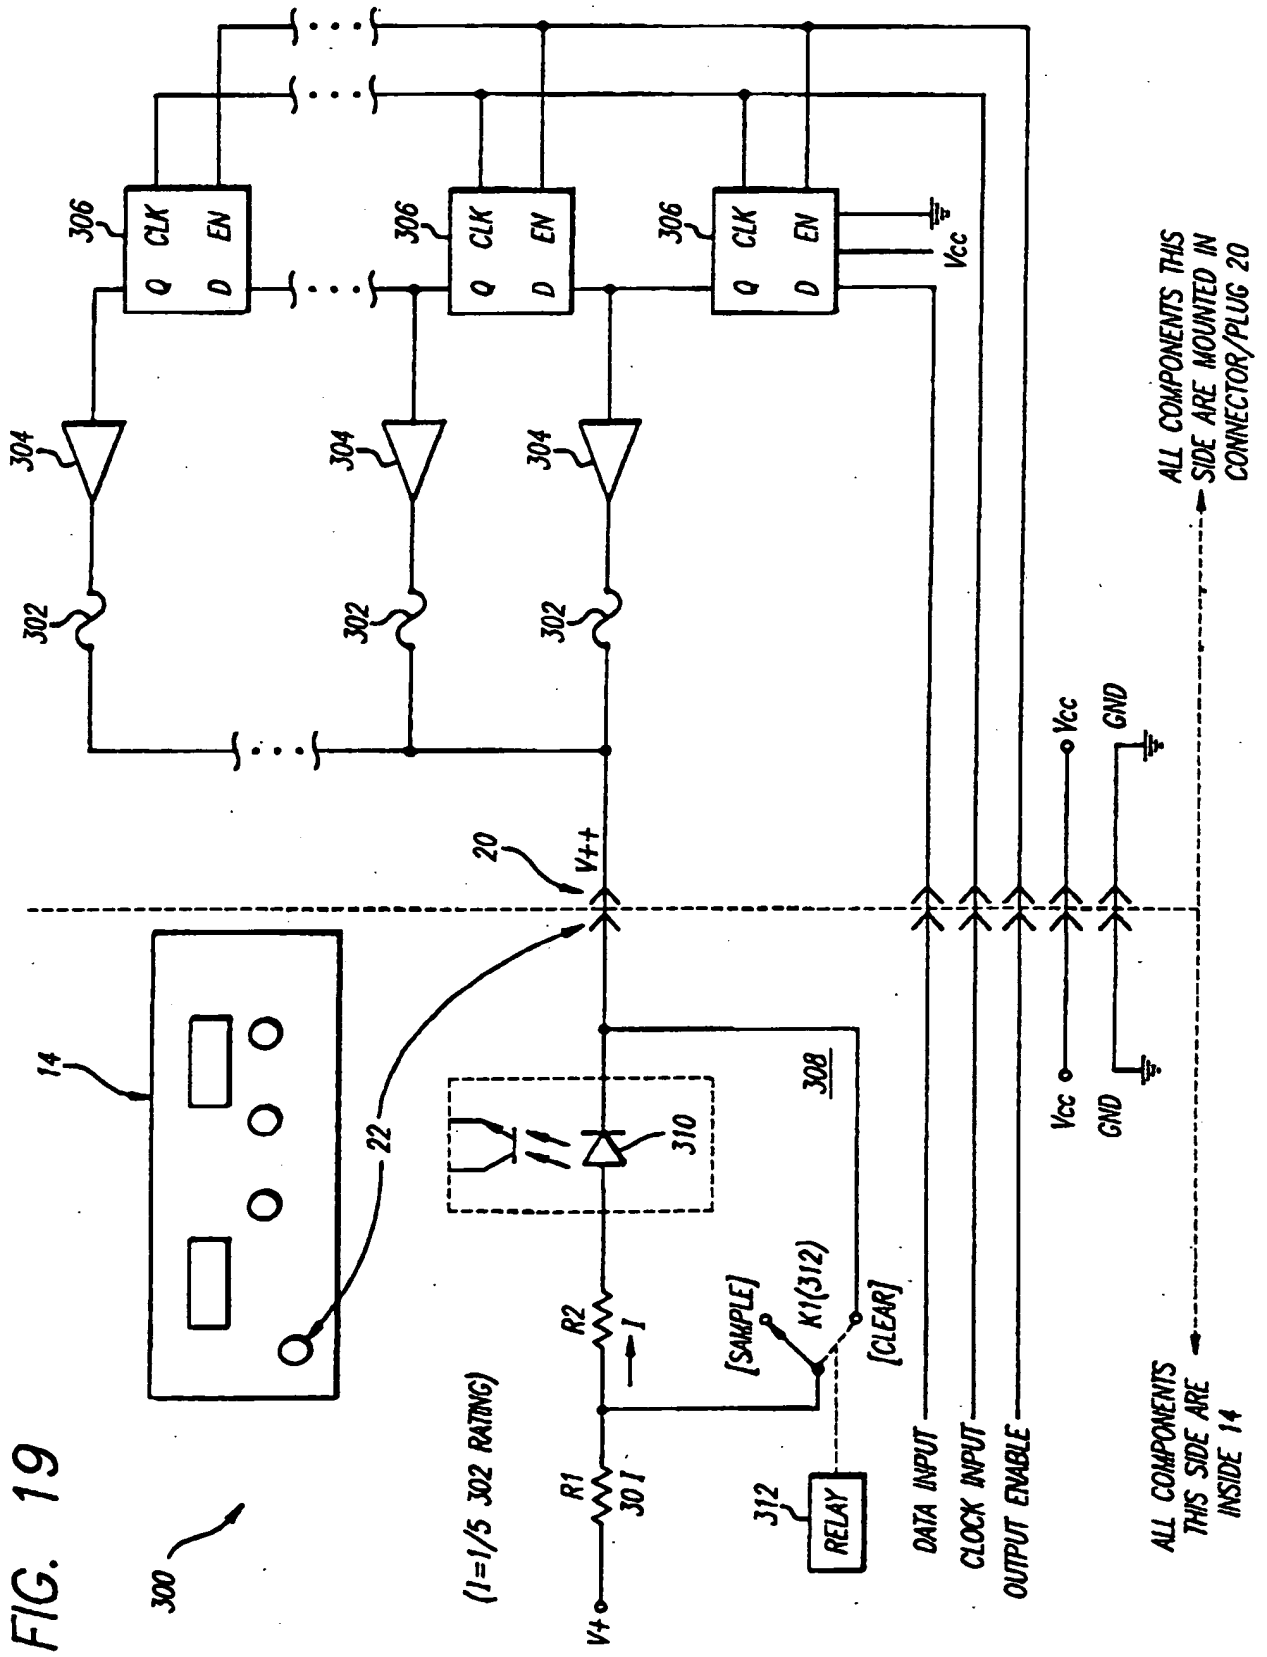 FIG. 19
300
14
22
20
V++
(I=1/5 302 RATING)
V+
R1
30 I
R2
I
310
308
[SAMPLE]
K1(312)
[CLEAR]
312
RELAY
DATA INPUT
CLOCK INPUT
OUTPUT ENABLE
Vcc
GND
Vcc
GND
302
302
302
304
304
304
306
Q
CLK
D
EN
306
Q
CLK
D
EN
306
Q
CLK
D
EN
Vcc
ALL COMPONENTS
THIS SIDE ARE
INSIDE 14
ALL COMPONENTS THIS
SIDE ARE MOUNTED IN
CONNECTOR/PLUG 20